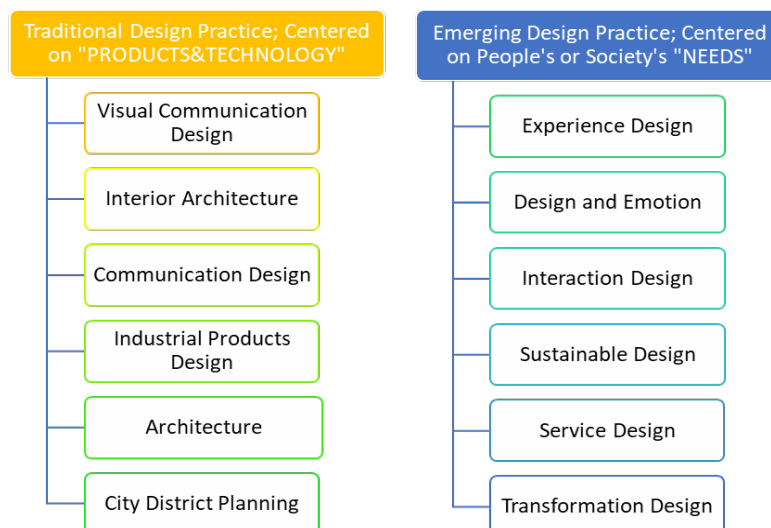 Traditional Design Practice; Centered
on "PRODUCTS&TECHNOLOGY"
Visual Communication
Design
Interior Architecture
Communication Design
Industrial Products
Design
Architecture
City District Planning
Emerging Design Practice; Centered
on People's or Society's "NEEDS"
Experience Design
Design and Emotion
Interaction Design
Sustainable Design
Service Design
Transformation Design